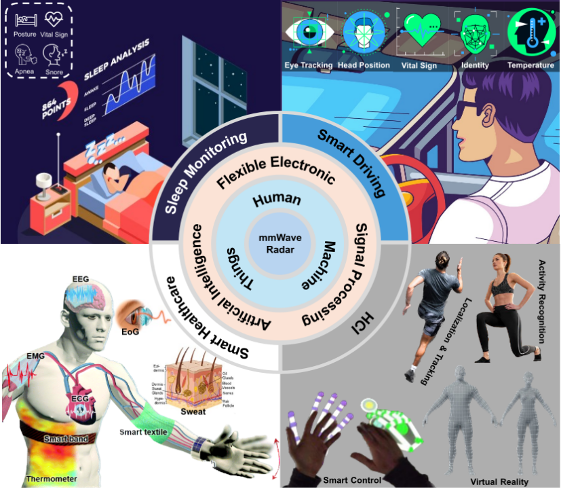 Posture
Vital Sign
Apnea
Snore
SLEEP ANALYSIS
AWAKE
SLEEP
DEEP
SLEEP
864
POINTS
ZZZ
Eye Tracking
Head Position
Vital Sign
Identity
Temperature
Sleep Monitoring
Smart Driving
Smart Healthcare
HCI
Flexible Electronic
Signal Processing
Artificial Intelligence
Human
Machine
Things
mmWave
Radar
EEG
EoG
EMG
ECG
Sweat
Smart band
Smart textile
Thermometer
Activity Recognition
Localization & Tracking
Smart Control
Virtual Reality